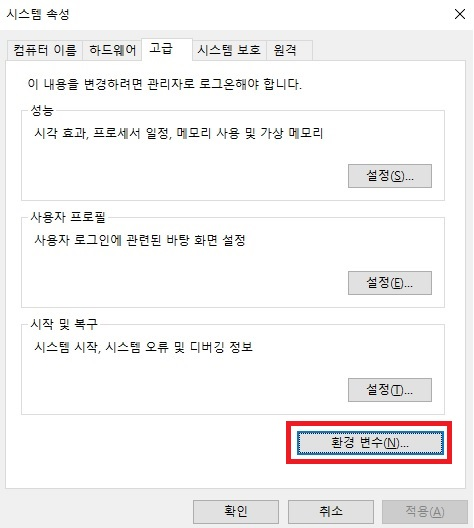 시스템 속성
컴퓨터 이름 하드웨어 고급 시스템 보호 원격
이 내용을 변경하려면 관리자로 로그온해야 합니다.
성능
시각 효과, 프로세서 일정, 메모리 사용 및 가상 메모리
설정(S)...
사용자 프로필
사용자 로그인에 관련된 바탕 화면 설정
설정(E)...
시작 및 복구
시스템 시작, 시스템 오류 및 디버깅 정보
설정(T)...
환경 변수(N)...
확인 취소 적용(A)